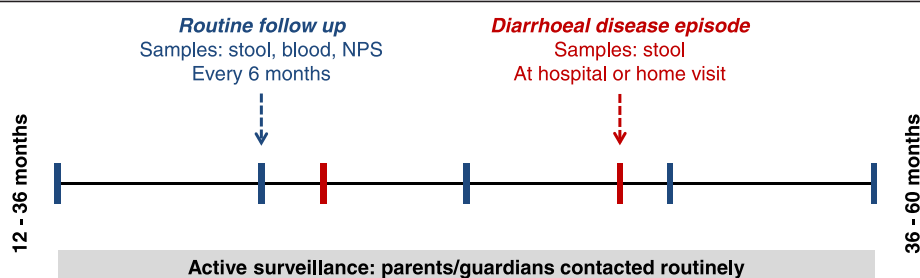 Routine follow up
Samples: stool, blood, NPS
Every 6 months
Diarrhoeal disease episode
Samples: stool
At hospital or home visit
12 - 36 months
36 - 60 months
Active surveillance: parents/guardians contacted routinely